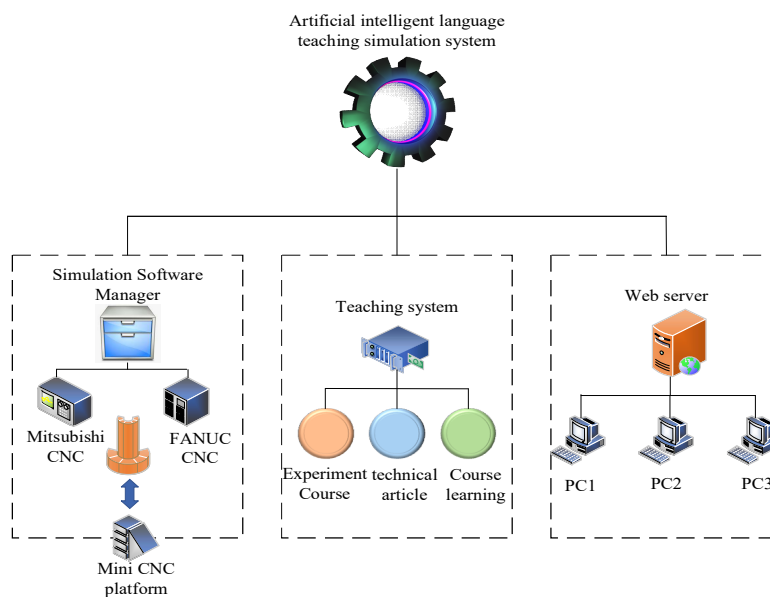 Artificial intelligent language
teaching simulation system
Simulation Software
Manager
Mitsubishi
CNC
FANUC
CNC
Mini CNC
platform
Teaching system
Experiment
Course
technical
article
Course
learning
Web server
PC1
PC2
PC3